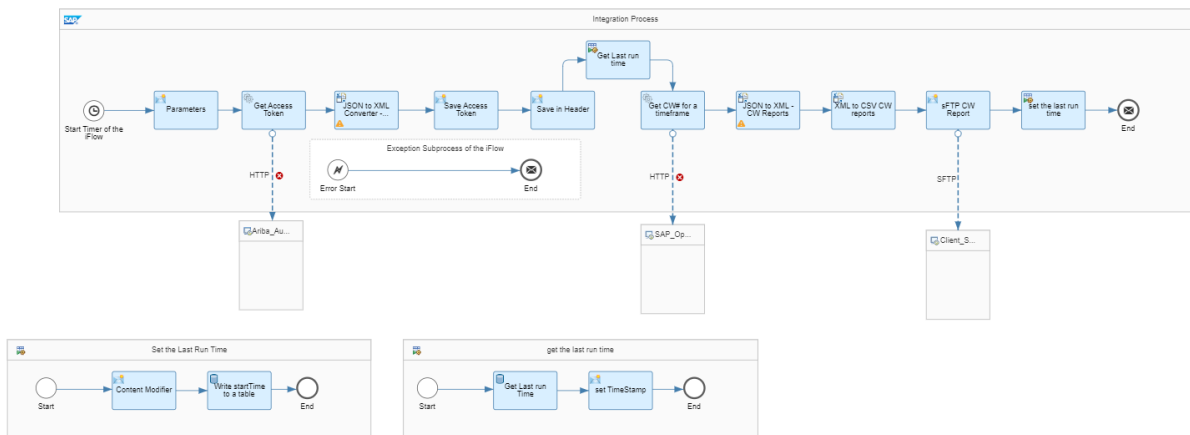 SAP
Integration Process
Get Last run
time
Parameters
Get Access
Token
JSON to XML
Converter - ...
Save Access
Token
Save in Header
Get CW# for a
timeframe
JSON to XML -
CW Reports
XML to CSV CW
reports
sFTP CW
Report
set the last run
time
Start Timer of the
iFlow
End
Exception Subprocess of the iFlow
Error Start
End
HTTP
HTTP
SFTP
Ariba_Au...
SAP_Op...
Client_S...
Set the Last Run Time
Content Modifier
Write startTime
to a table
Start
End
get the last run time
Get Last run
Time
set TimeStamp
Start
End